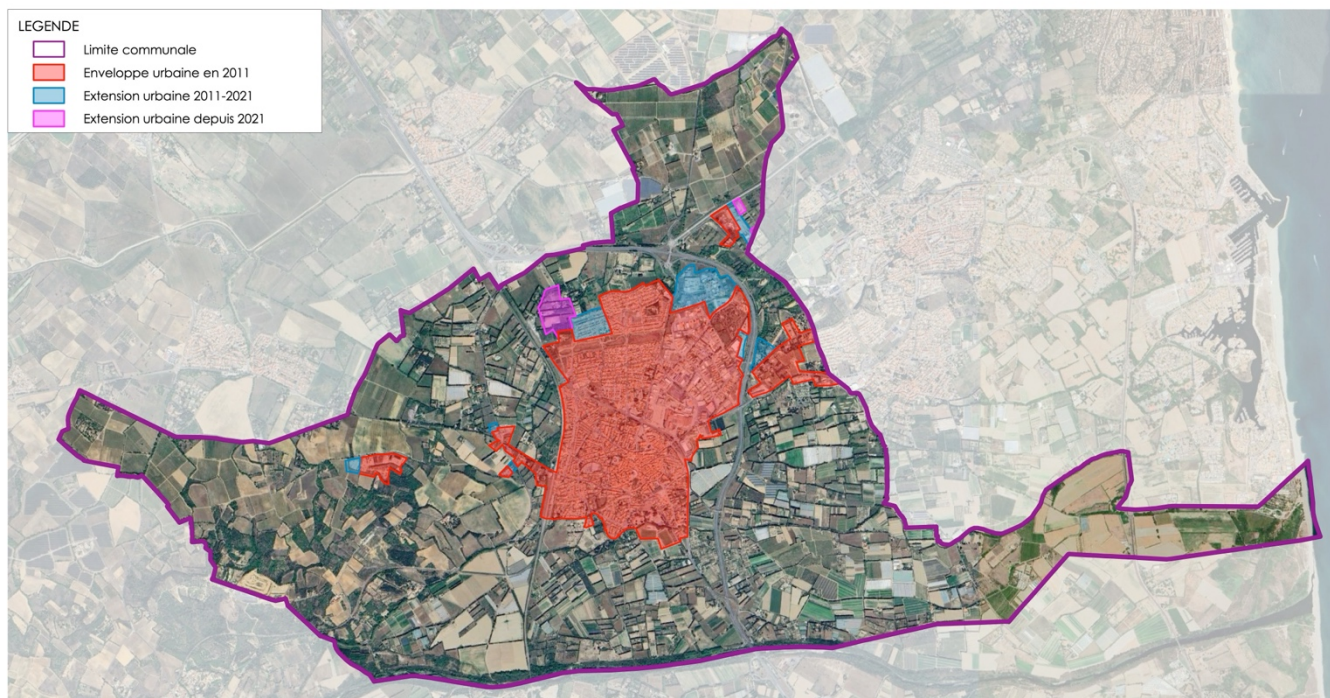 LEGENDE
Limite communale
Enveloppe urbaine en 2011
Extension urbaine 2011-2021
Extension urbaine depuis 2021